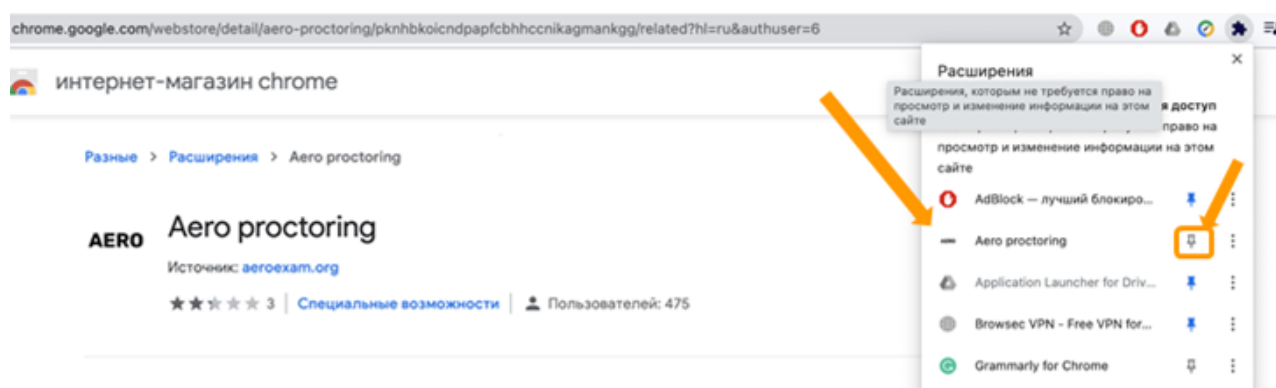 chrome.google.com/webstore/detail/aero-proctoring/pknhbkoicndpapfcbhhccnikagmankgg/related?hl=ru&authuser=6
интернет-магазин chrome
Разные > Расширения > Aero proctoring
AERO
Aero proctoring
Источник: aeroexam.org
3 | Специальные возможности | Пользователей: 475
Расширения
Расширения, которым не требуется право на
просмотр и изменение информации на этом
сайте
я доступ
право на
просмотр и изменение информации на этом
сайте
AdBlock — лучший блокиро...
Aero proctoring
Application Launcher for Driv...
Browsec VPN - Free VPN for...
Grammarly for Chrome